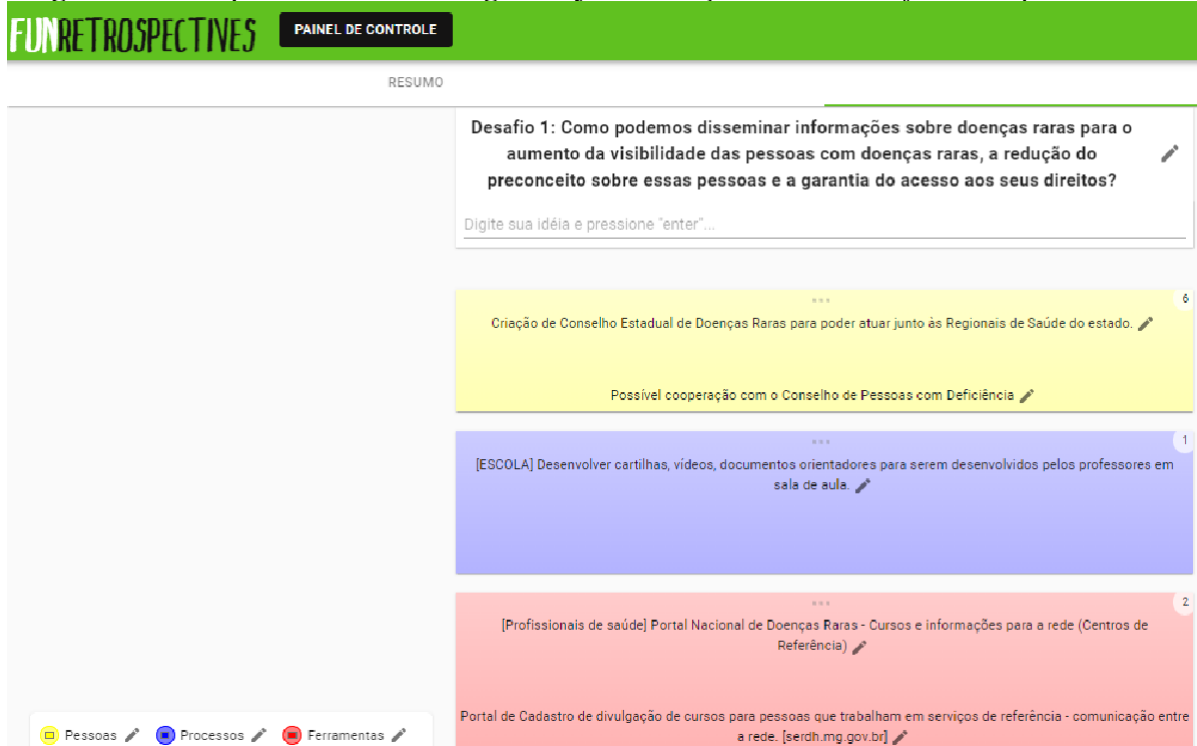 FUNRETROSPECTIVES
PAINEL DE CONTROLE
RESUMO
Desafio 1: Como podemos disseminar informações sobre doenças raras para o
aumento da visibilidade das pessoas com doenças raras, a redução do
preconceito sobre essas pessoas e a garantia do acesso aos seus direitos?
Digite sua idéia e pressione "enter"...
6
Criação de Conselho Estadual de Doenças Raras para poder atuar junto às Regionais de Saúde do estado.
Possível cooperação com o Conselho de Pessoas com Deficiência
1
[ESCOLA] Desenvolver cartilhas, vídeos, documentos orientadores para serem desenvolvidos pelos professores em
sala de aula.
2
[Profissionais de saúde] Portal Nacional de Doenças Raras - Cursos e informações para a rede (Centros de
Referência)
Portal de Cadastro de divulgação de cursos para pessoas que trabalham em serviços de referência - comunicação entre
a rede. [serdh.mg.gov.br]
Pessoas Processos Ferramentas